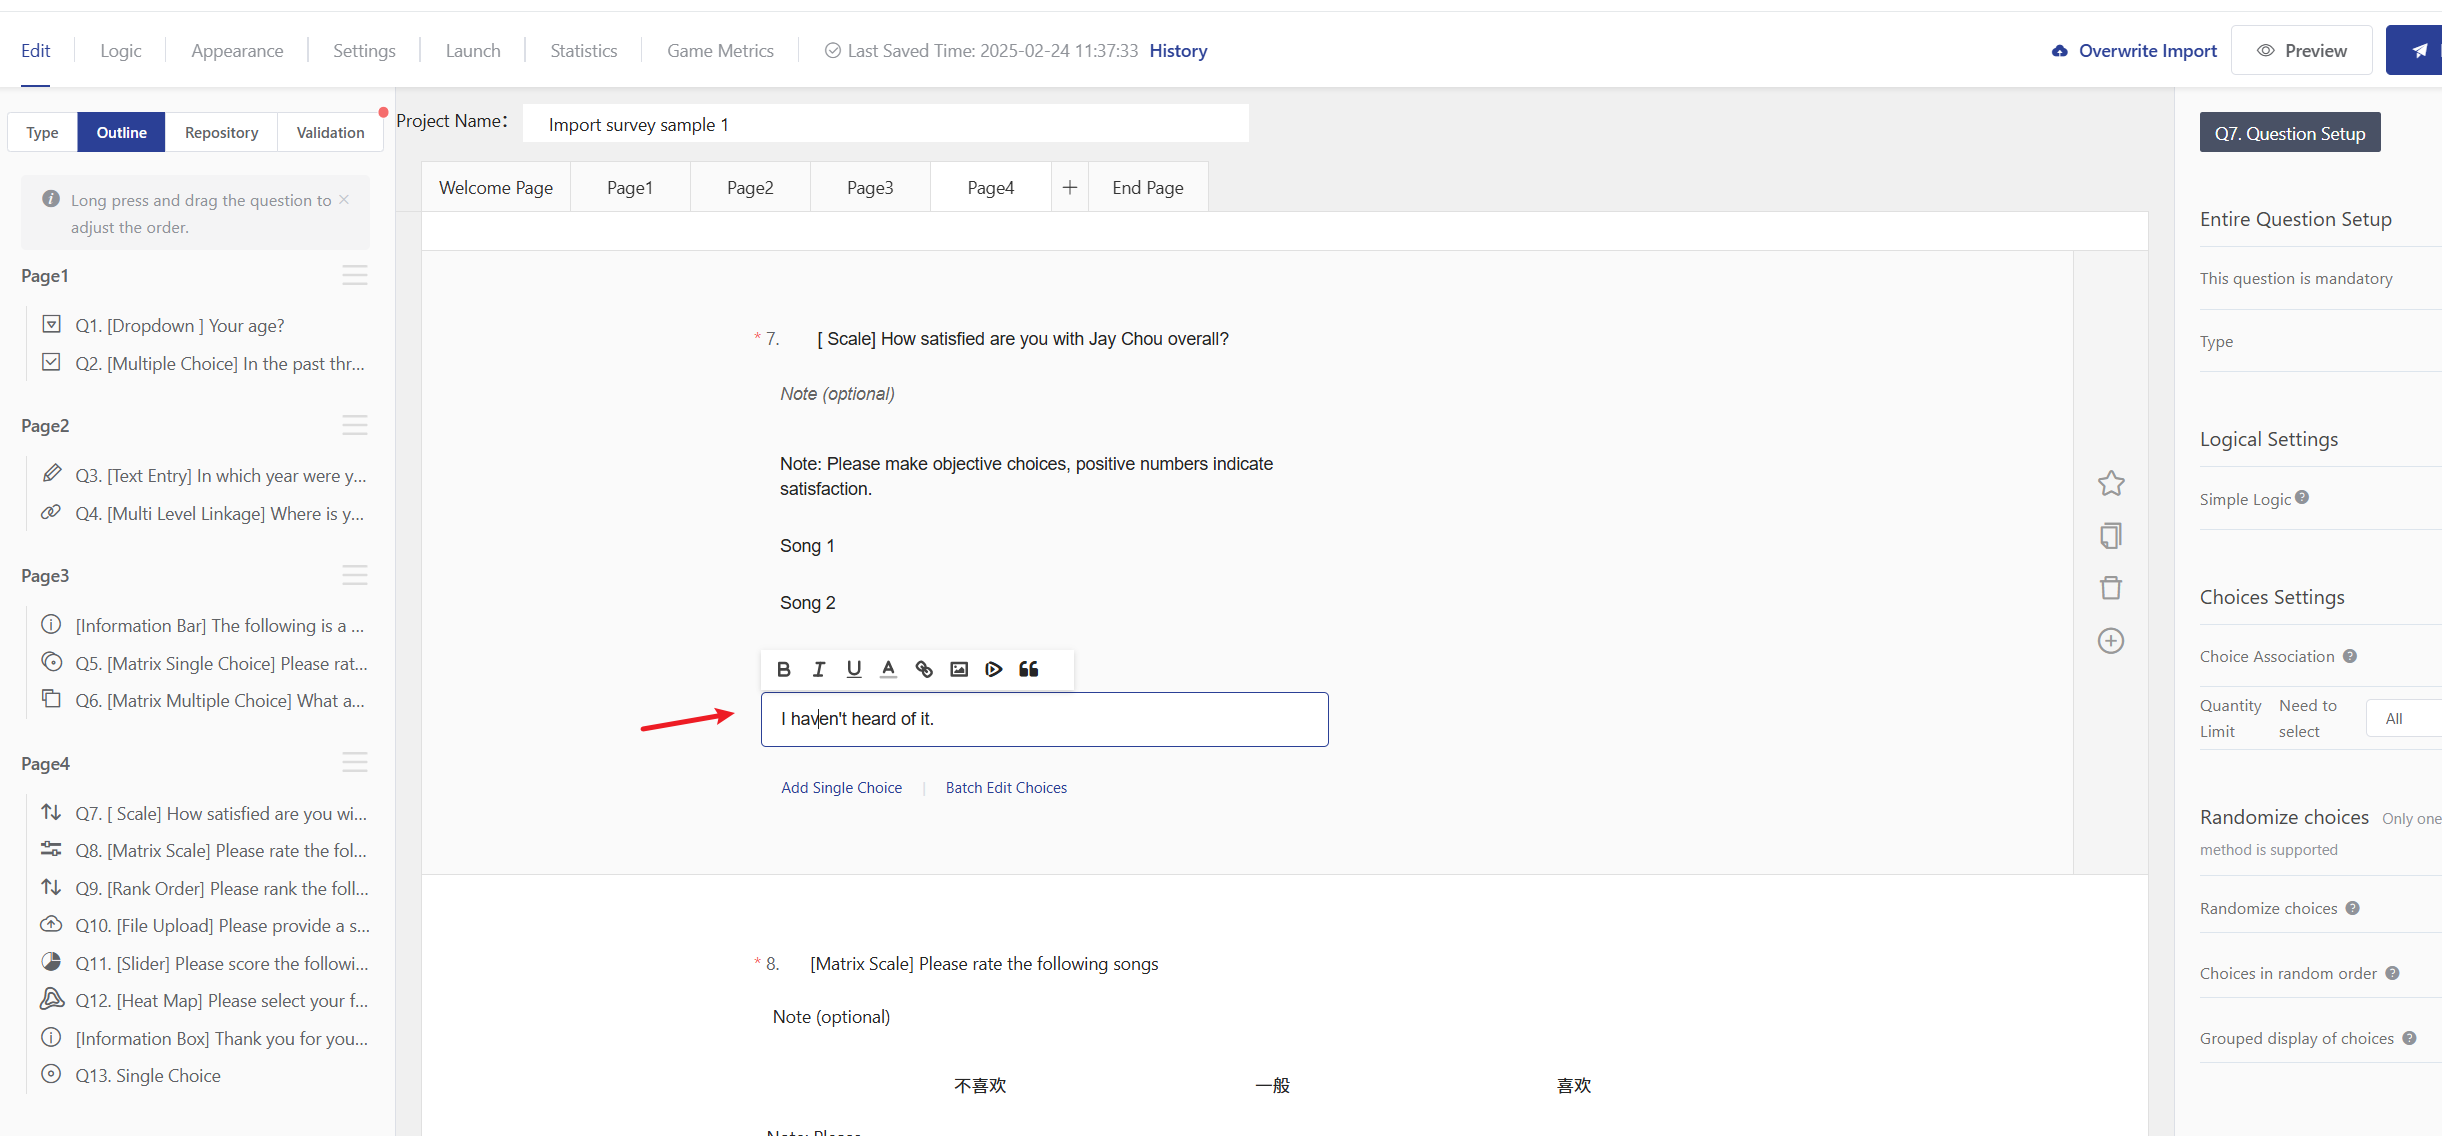 Edit
Logic
Appearance
Settings
Launch
Statistics
Game Metrics
Last Saved Time: 2025-02-24 11:37:33 History
Overwrite Import
Preview
Type
Outline
Repository
Validation
Long press and drag the question to
adjust the order.
Page1
Q1. [Dropdown ] Your age?
Q2. [Multiple Choice] In the past thr...
Page2
Q3. [Text Entry] In which year were y...
Q4. [Multi Level Linkage] Where is y...
Page3
[Information Bar] The following is a ...
Q5. [Matrix Single Choice] Please rat...
Q6. [Matrix Multiple Choice] What a...
Page4
Q7. [ Scale] How satisfied are you wi...
Q8. [Matrix Scale] Please rate the fol...
Q9. [Rank Order] Please rank the foll...
Q10. [File Upload] Please provide a s...
Q11. [Slider] Please score the followi...
Q12. [Heat Map] Please select your f...
[Information Box] Thank you for you...
Q13. Single Choice
Project Name:
Import survey sample 1
Welcome Page
Page1
Page2
Page3
Page4
+
End Page
* 7. [ Scale] How satisfied are you with Jay Chou overall?
Note (optional)
Note: Please make objective choices, positive numbers indicate
satisfaction.
Song 1
Song 2
B I U A
I haven't heard of it.
Add Single Choice | Batch Edit Choices
* 8. [Matrix Scale] Please rate the following songs
Note (optional)
不喜欢 一般 喜欢
Note: Please
Q7. Question Setup
Entire Question Setup
This question is mandatory
Type
Logical Settings
Simple Logic
Choices Settings
Choice Association
Quantity Need to
Limit select
All
Randomize choices Only one
method is supported
Randomize choices
Choices in random order
Grouped display of choices